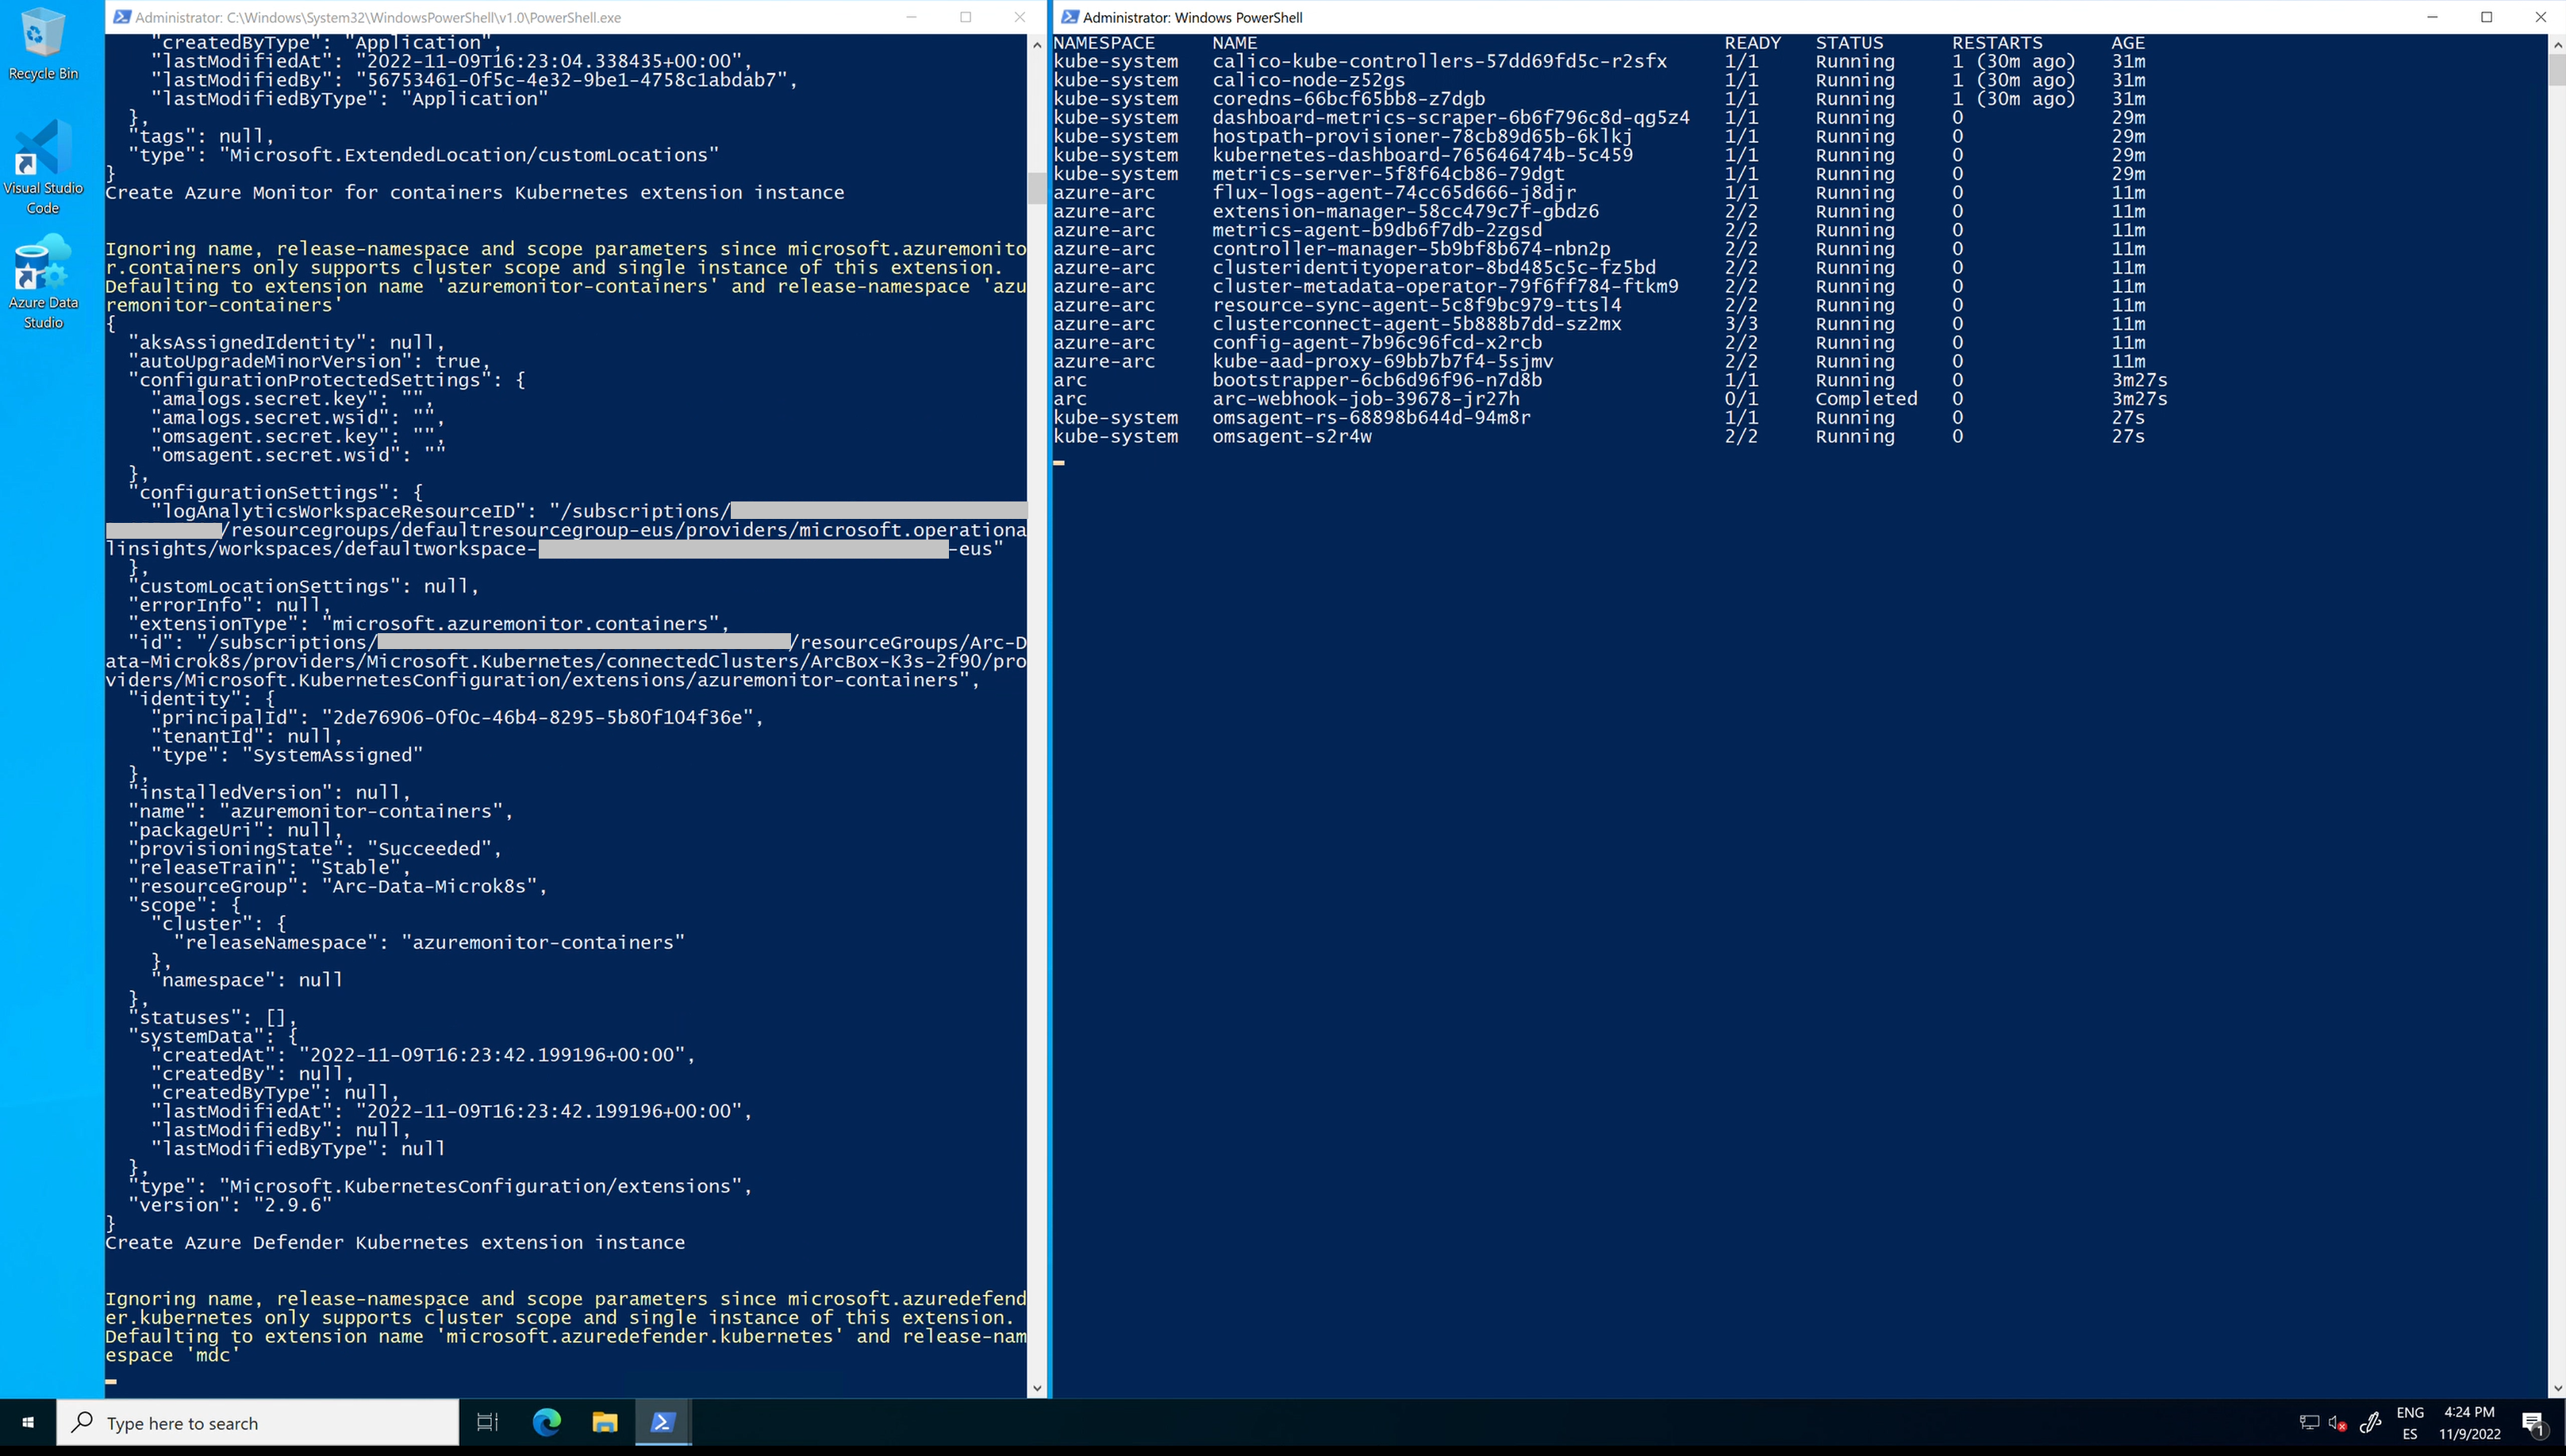 Recycle Bin
Visual Studio
Code
Azure Data
Studio
Administrator: C:\Windows\System32\WindowsPowerShell\v1.0\PowerShell.exe
    "createdByType": "Application",
    "lastModifiedAt": "2022-11-09T16:23:04.338435+00:00",
    "lastModifiedBy": "56753461-0f5c-4e32-9be1-4758c1abdab7",
    "lastModifiedByType": "Application"
  },
  "tags": null,
  "type": "Microsoft.ExtendedLocation/customLocations"
}
Create Azure Monitor for containers Kubernetes extension instance
Ignoring name, release-namespace and scope parameters since microsoft.azuremonito
r.containers only supports cluster scope and single instance of this extension.
Defaulting to extension name 'azuremonitor-containers' and release-namespace 'azu
remonitor-containers'
{
  "aksAssignedIdentity": null,
  "autoUpgradeMinorVersion": true,
  "configurationProtectedSettings": {
    "amalogs.secret.key": "",
    "amalogs.secret.wsid": "",
    "omsagent.secret.key": "",
    "omsagent.secret.wsid": ""
  },
  "configurationSettings": {
    "logAnalyticsWorkspaceResourceID": "/subscriptions/
/resourcegroups/defaultresourcegroup-eus/providers/microsoft.operationa
linsights/workspaces/defaultworkspace- -eus"
  },
  "customLocationSettings": null,
  "errorInfo": null,
  "extensionType": "microsoft.azuremonitor.containers",
  "id": "/subscriptions/ /resourceGroups/Arc-D
ata-Microk8s/providers/Microsoft.Kubernetes/connectedClusters/ArcBox-K3s-2f90/pro
viders/Microsoft.KubernetesConfiguration/extensions/azuremonitor-containers",
  "identity": {
    "principalId": "2de76906-0f0c-46b4-8295-5b80f104f36e",
    "tenantId": null,
    "type": "SystemAssigned"
  },
  "installedVersion": null,
  "name": "azuremonitor-containers",
  "packageUri": null,
  "provisioningState": "Succeeded",
  "releaseTrain": "Stable",
  "resourceGroup": "Arc-Data-Microk8s",
  "scope": {
    "cluster": {
      "releaseNamespace": "azuremonitor-containers"
    },
    "namespace": null
  },
  "statuses": [],
  "systemData": {
    "createdAt": "2022-11-09T16:23:42.199196+00:00",
    "createdBy": null,
    "createdByType": null,
    "lastModifiedAt": "2022-11-09T16:23:42.199196+00:00",
    "lastModifiedBy": null,
    "lastModifiedByType": null
  },
  "type": "Microsoft.KubernetesConfiguration/extensions",
  "version": "2.9.6"
}
Create Azure Defender Kubernetes extension instance
Ignoring name, release-namespace and scope parameters since microsoft.azuredefend
er.kubernetes only supports cluster scope and single instance of this extension.
Defaulting to extension name 'microsoft.azuredefender.kubernetes' and release-nam
espace 'mdc'
Administrator: Windows PowerShell
NAMESPACE NAME READY STATUS RESTARTS AGE
kube-system calico-kube-controllers-57dd69fd5c-r2sfx 1/1 Running 1 (30m ago) 31m
kube-system calico-node-z52gs 1/1 Running 1 (30m ago) 31m
kube-system coredns-66bcf65bb8-z7dgb 1/1 Running 1 (30m ago) 31m
kube-system dashboard-metrics-scraper-6b6f796c8d-qg5z4 1/1 Running 0 29m
kube-system hostpath-provisioner-78cb89d65b-6klkj 1/1 Running 0 29m
kube-system kubernetes-dashboard-765646474b-5c459 1/1 Running 0 29m
kube-system metrics-server-5f8f64cb86-79dgt 1/1 Running 0 29m
azure-arc flux-logs-agent-74cc65d666-j8djr 1/1 Running 0 11m
azure-arc extension-manager-58cc479c7f-gbdz6 2/2 Running 0 11m
azure-arc metrics-agent-b9db6f7db-2zgsd 2/2 Running 0 11m
azure-arc controller-manager-5b9bf8b674-nbn2p 2/2 Running 0 11m
azure-arc clusteridentityoperator-8bd485c5c-fz5bd 2/2 Running 0 11m
azure-arc cluster-metadata-operator-79f6ff784-ftkm9 2/2 Running 0 11m
azure-arc resource-sync-agent-5c8f9bc979-ttsl4 2/2 Running 0 11m
azure-arc clusterconnect-agent-5b888b7dd-sz2mx 3/3 Running 0 11m
azure-arc config-agent-7b96c96fcd-x2rcb 2/2 Running 0 11m
azure-arc kube-aad-proxy-69bb7b7f4-5sjmv 2/2 Running 0 11m
arc bootstrapper-6cb6d96f96-n7d8b 1/1 Running 0 3m27s
arc arc-webhook-job-39678-jr27h 0/1 Completed 0 3m27s
kube-system omsagent-rs-68898b644d-94m8r 1/1 Running 0 27s
kube-system omsagent-s2r4w 2/2 Running 0 27s
Type here to search
ENG
ES
4:24 PM
11/9/2022
1